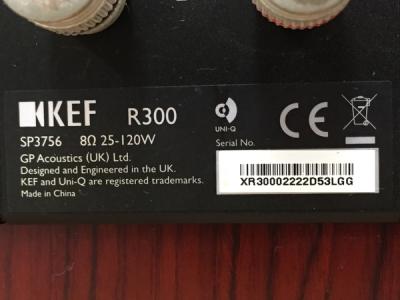 KEF R300
SP3756 8Ω 25-120W
GP Acoustics (UK) Ltd.
Designed and Engineered in the UK.
KEF and Uni-Q are registered trademarks.
Made in China
UNI-Q
CE
Serial No.
XR30002222D53LGG